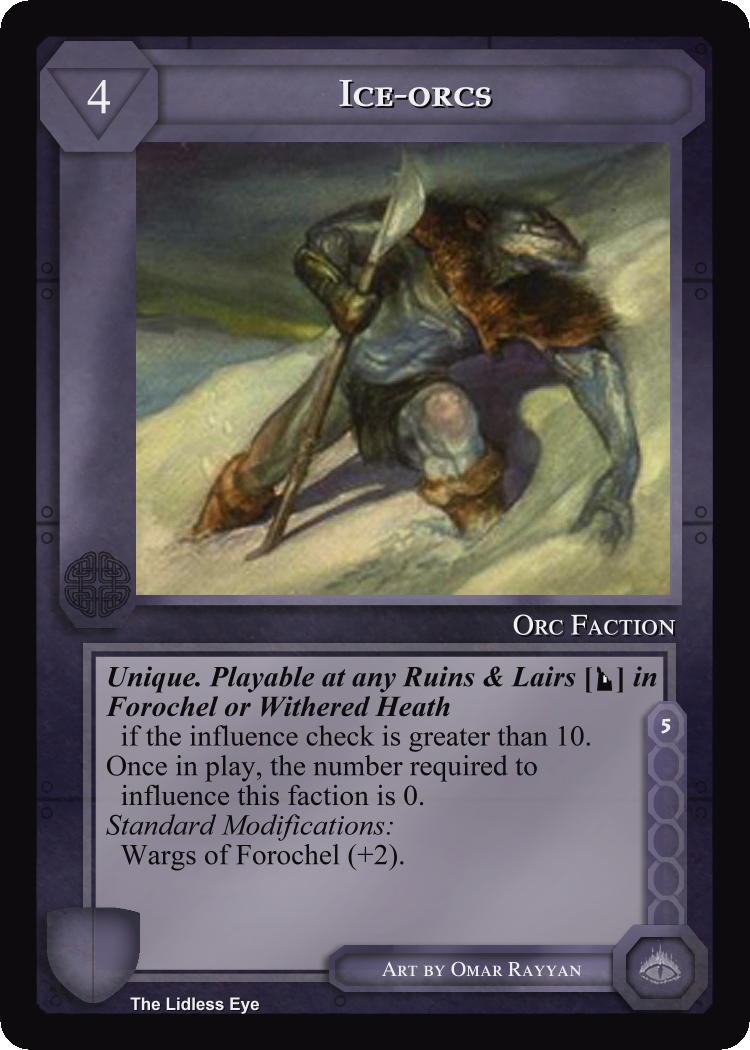 4
Ice-orcs
Orc Faction
Unique. Playable at any Ruins & Lairs [ ] in
Forochel or Withered Heath
if the influence check is greater than 10.
Once in play, the number required to
influence this faction is 0.
Standard Modifications:
Wargs of Forochel (+2).
5
Art by Omar Rayyan
The Lidless Eye